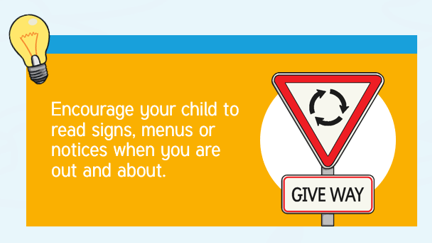 Encourage your child to
read signs, menus or
notices when you are
out and about.
GIVE WAY